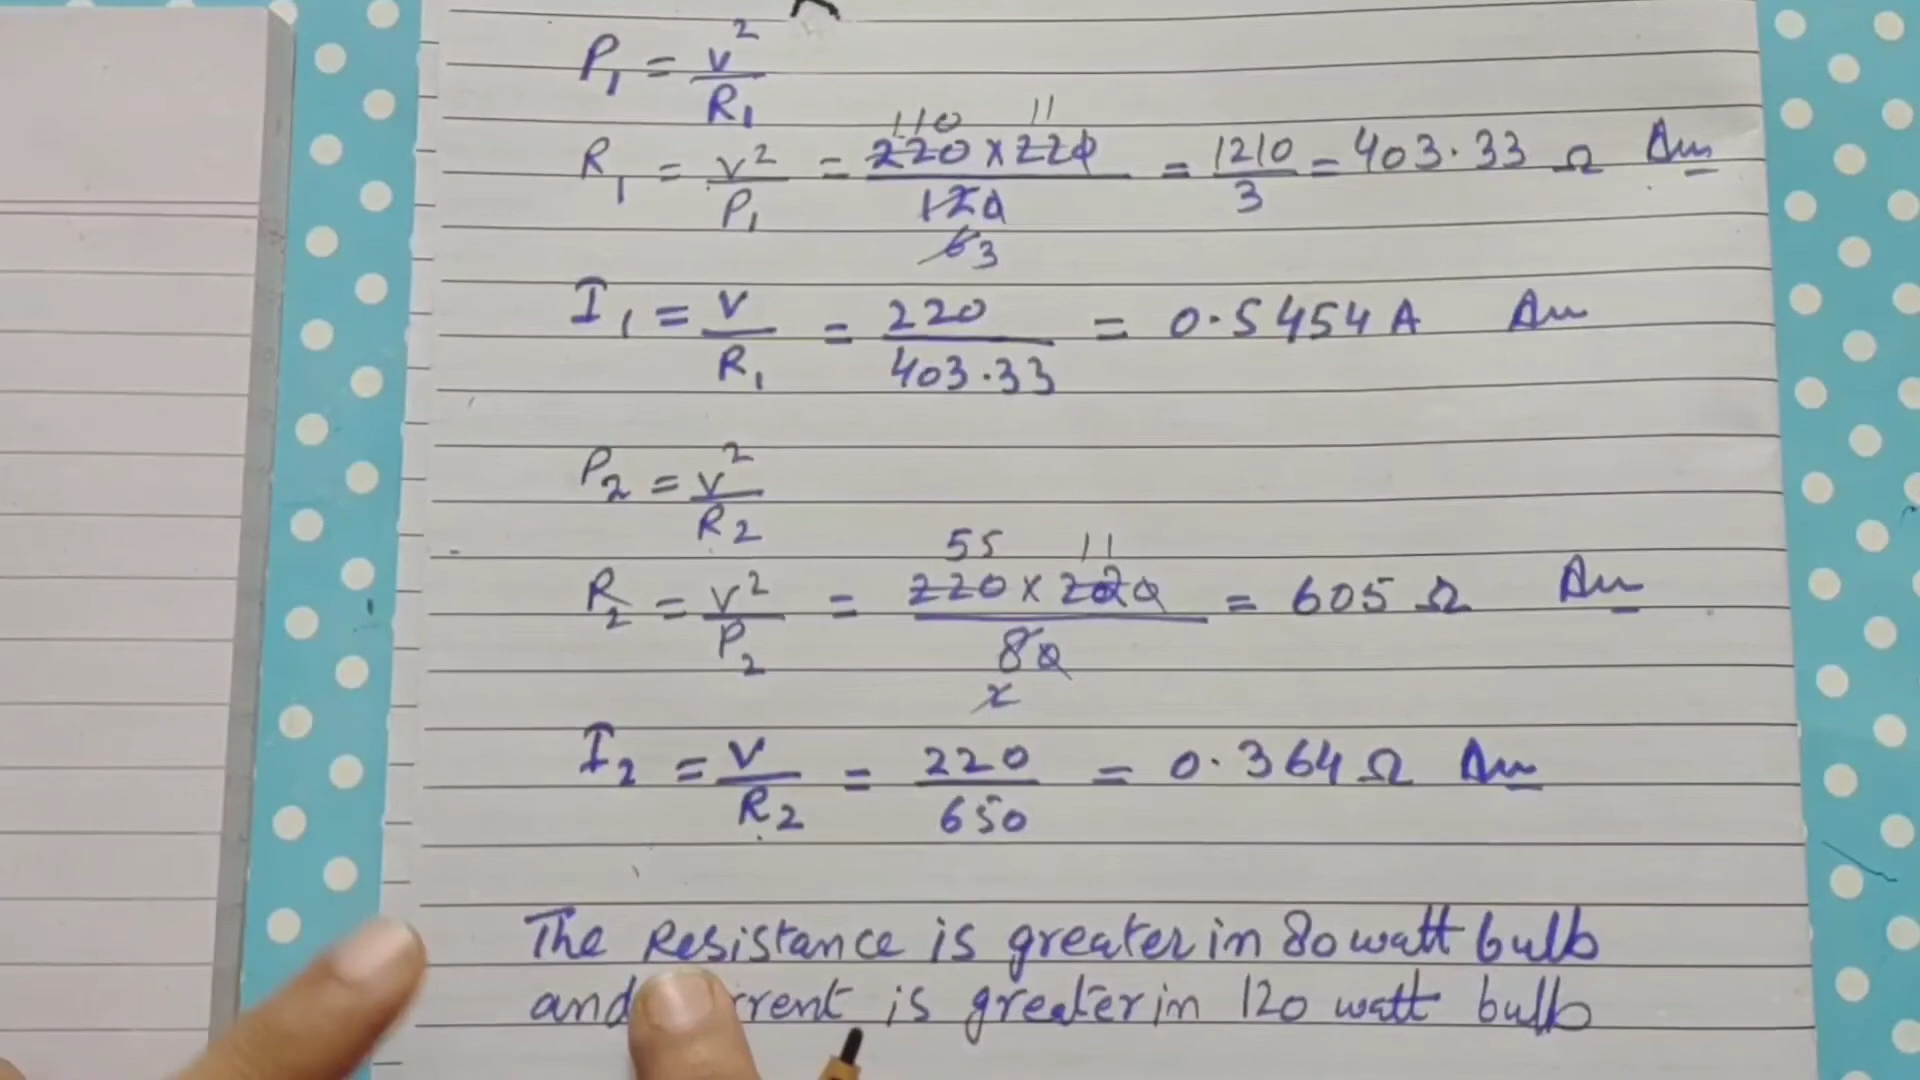 P₁ = v²/R₁
110 11
R₁ = v²/P₁ = 220 x 220/120 = 1210/3 = 403.33 Ω Ans
6 3
I₁ = v/R₁ = 220/403.33 = 0.5454 A Ans
P₂ = v²/R₂
55 11
R₂ = v²/P₂ = 220 x 220/80 = 605 Ω Ans
I₂ = v/R₂ = 220/650 = 0.364 Ω Ans
The Resistance is greater in 80 watt bulb
and is greater in 120 watt bulb